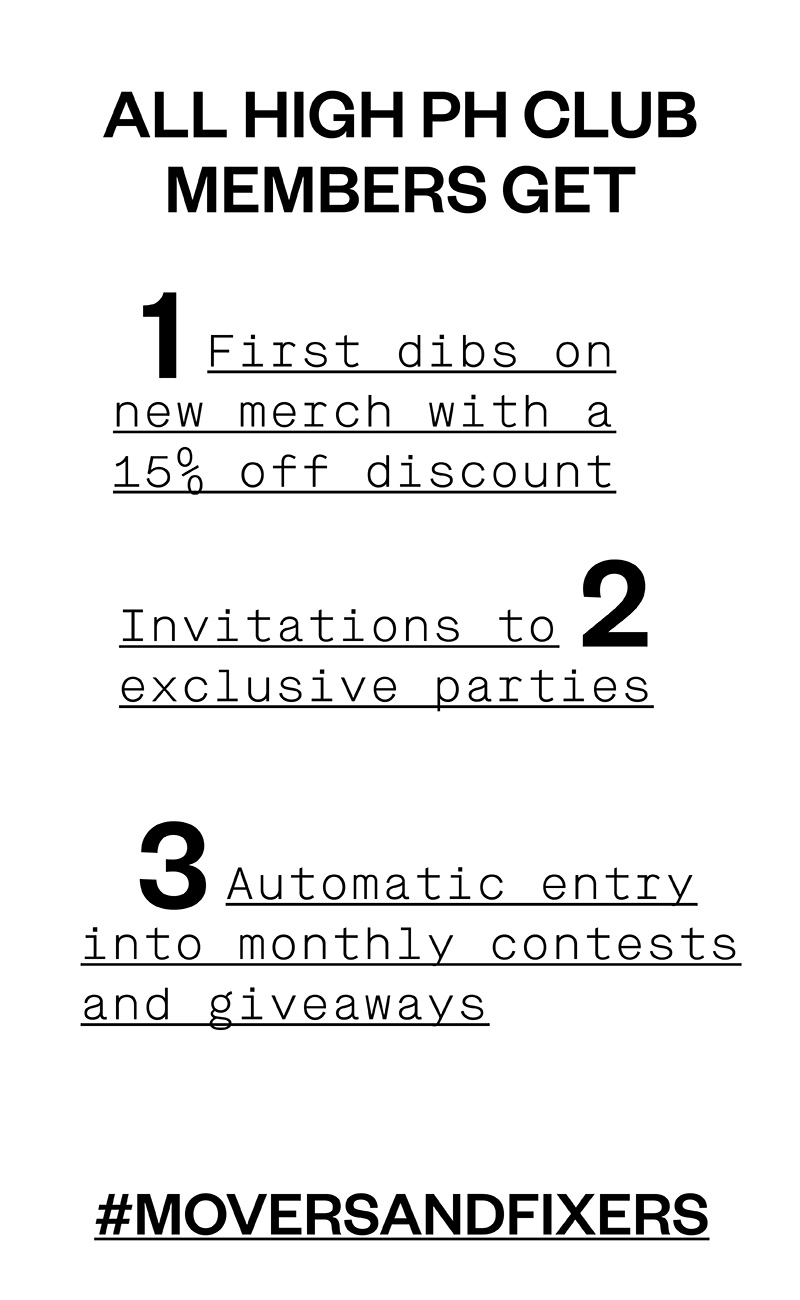 ALL HIGH PH CLUB
MEMBERS GET
1 First dibs on
new merch with a
15% off discount
Invitations to 2
exclusive parties
3 Automatic entry
into monthly contests
and giveaways
#MOVERSANDFIXERS